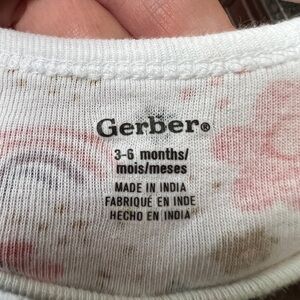 Gerber®
3-6 months/
mois/meses
MADE IN INDIA
FABRIQUÉ EN INDE
HECHO EN INDIA